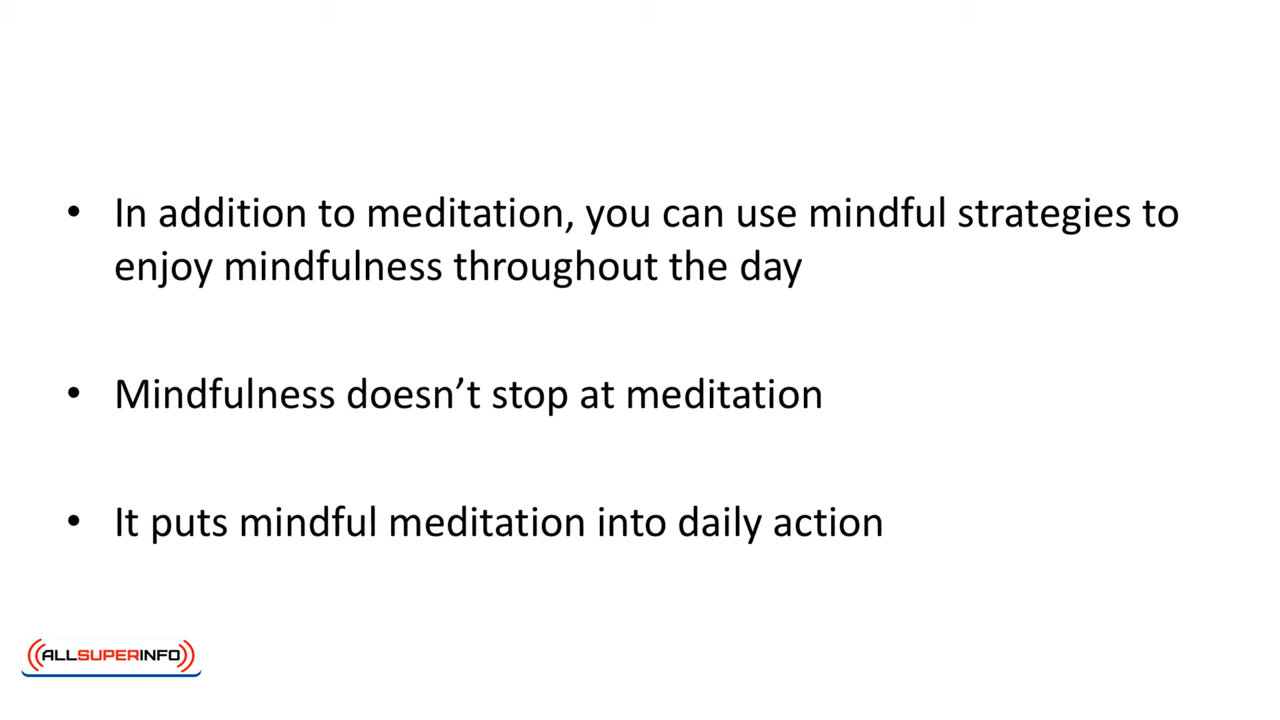 • In addition to meditation, you can use mindful strategies to
enjoy mindfulness throughout the day
• Mindfulness doesn’t stop at meditation
• It puts mindful meditation into daily action
((ALLSUPERINFO))